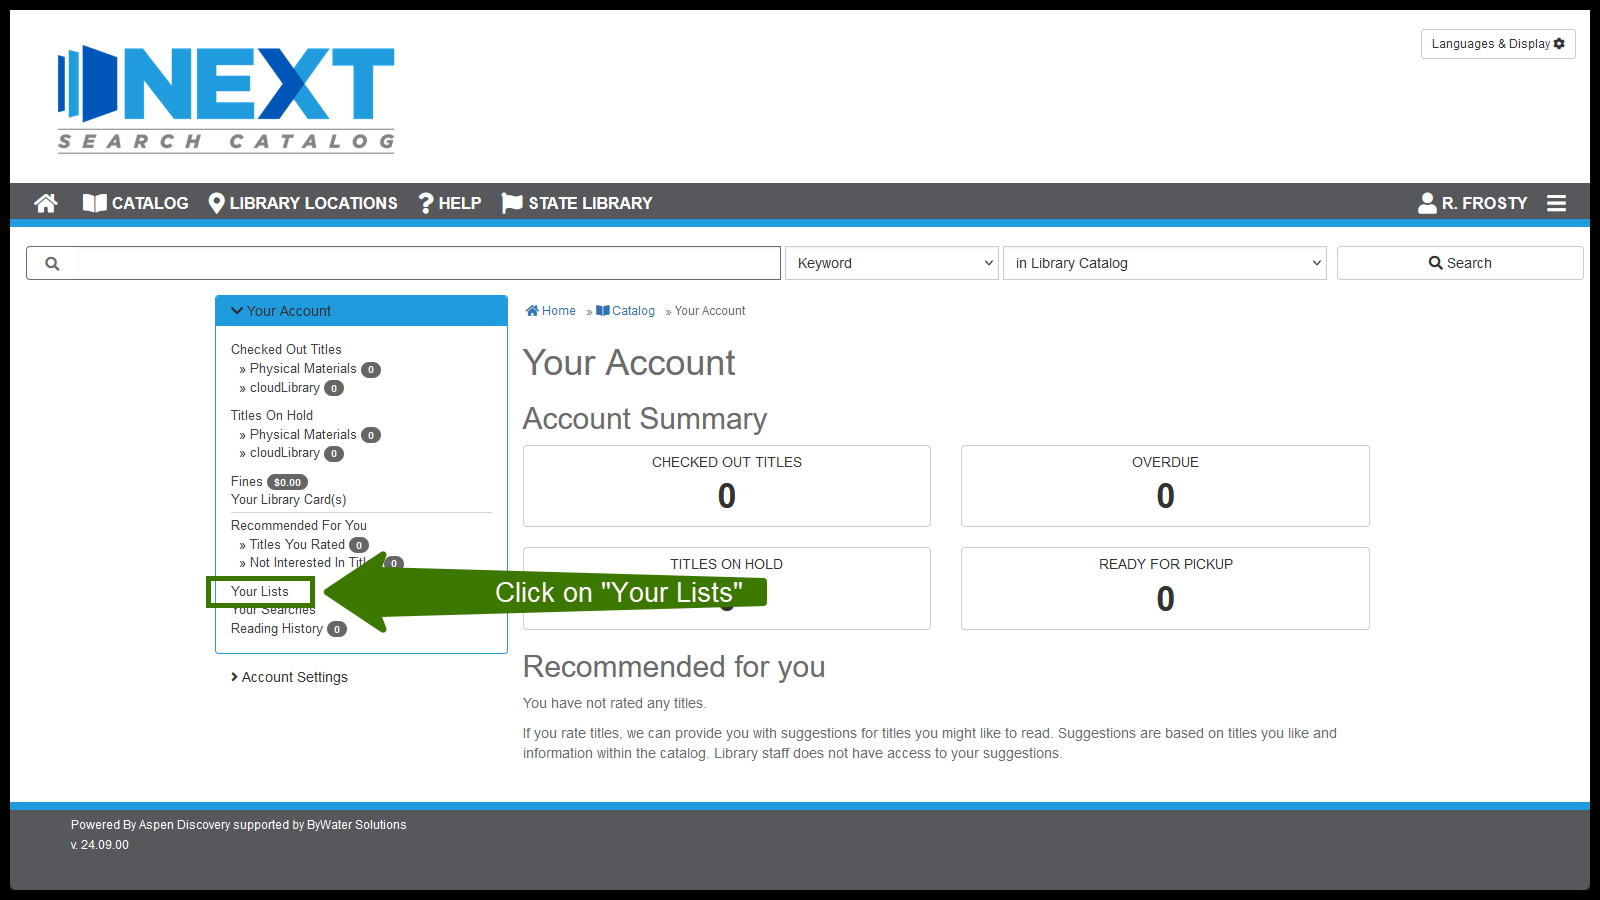 NEXT
SEARCH CATALOG
Languages & Display
CATALOG
LIBRARY LOCATIONS
HELP
STATE LIBRARY
R. FROSTY
Keyword
in Library Catalog
Search
Your Account
Checked Out Titles
» Physical Materials 0
» cloudLibrary 0
Titles On Hold
» Physical Materials 0
» cloudLibrary 0
Fines $0.00
Your Library Card(s)
Recommended For You
» Titles You Rated 0
» Not Interested In 0
Your Lists
Your Searches
Reading History 0
Account Settings
Click on "Your Lists"
Home » Catalog » Your Account
Your Account
Account Summary
CHECKED OUT TITLES
0
OVERDUE
0
TITLES ON HOLD
READY FOR PICKUP
0
Recommended for you
You have not rated any titles.
If you rate titles, we can provide you with suggestions for titles you might like to read. Suggestions are based on titles you like and
information within the catalog. Library staff does not have access to your suggestions.
Powered By Aspen Discovery supported by ByWater Solutions
v. 24.09.00